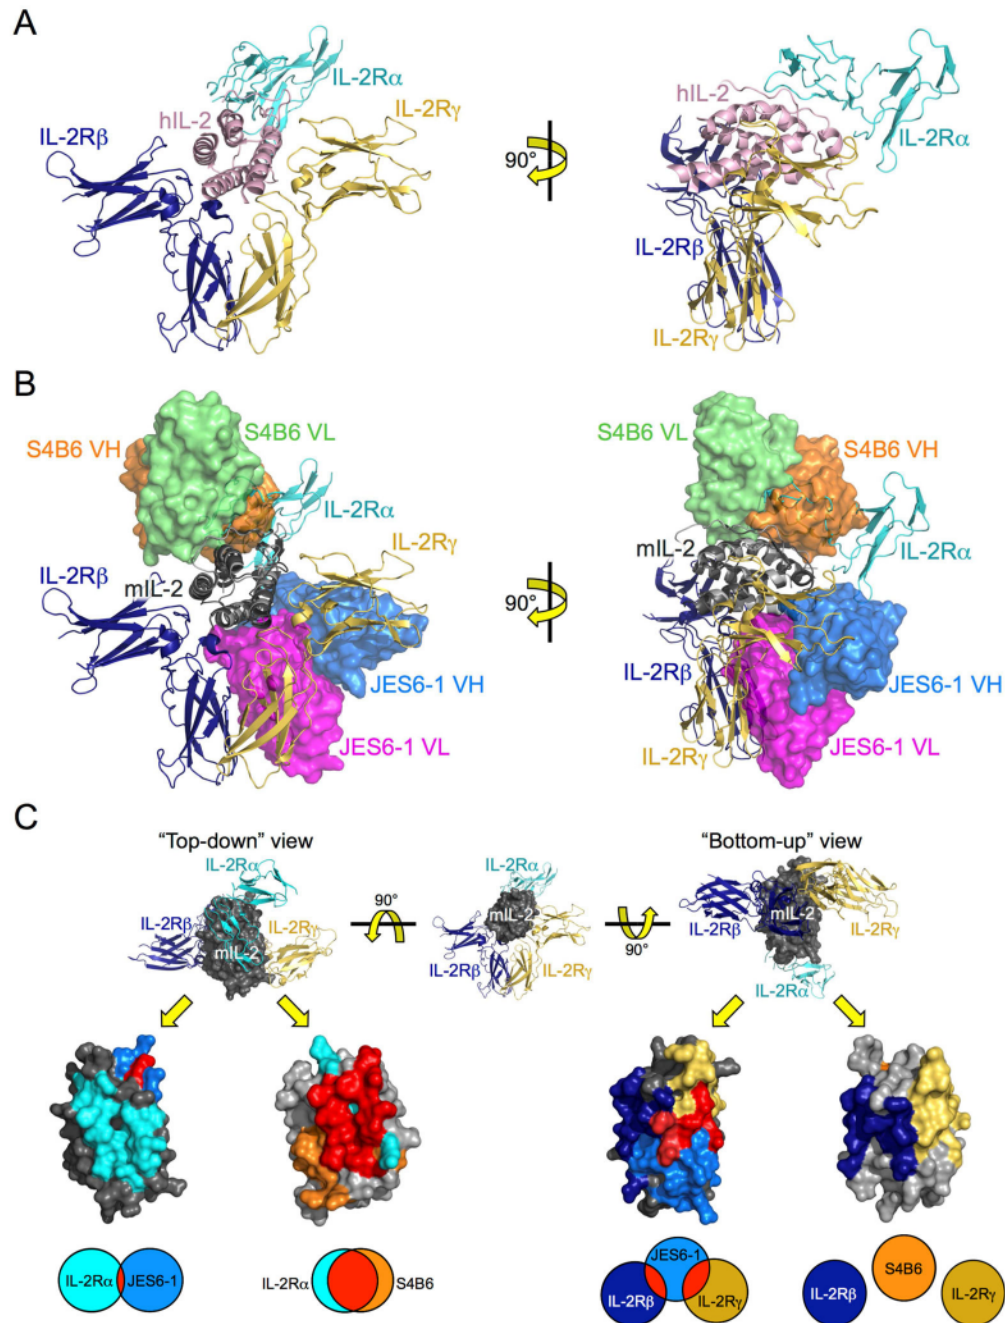 A
IL-2Rα
hIL-2
IL-2Rγ
IL-2Rβ
90°
hIL-2
IL-2Rα
IL-2Rβ
IL-2Rγ
B
S4B6 VH
S4B6 VL
IL-2Rα
IL-2Rγ
IL-2Rβ
mIL-2
JES6-1 VH
JES6-1 VL
90°
S4B6 VL
S4B6 VH
mIL-2
IL-2Rα
IL-2Rβ
JES6-1 VH
IL-2Rγ
JES6-1 VL
C
“Top-down” view
IL-2Rα
IL-2Rβ
IL-2Rγ
mIL-2
90°
IL-2Rα
mIL-2
IL-2Rβ
IL-2Rγ
90°
“Bottom-up” view
IL-2Rβ
mIL-2
IL-2Rγ
IL-2Rα
IL-2Rα
JES6-1
IL-2Rα
S4B6
JES6-1
IL-2Rβ
IL-2Rγ
IL-2Rβ
S4B6
IL-2Rγ